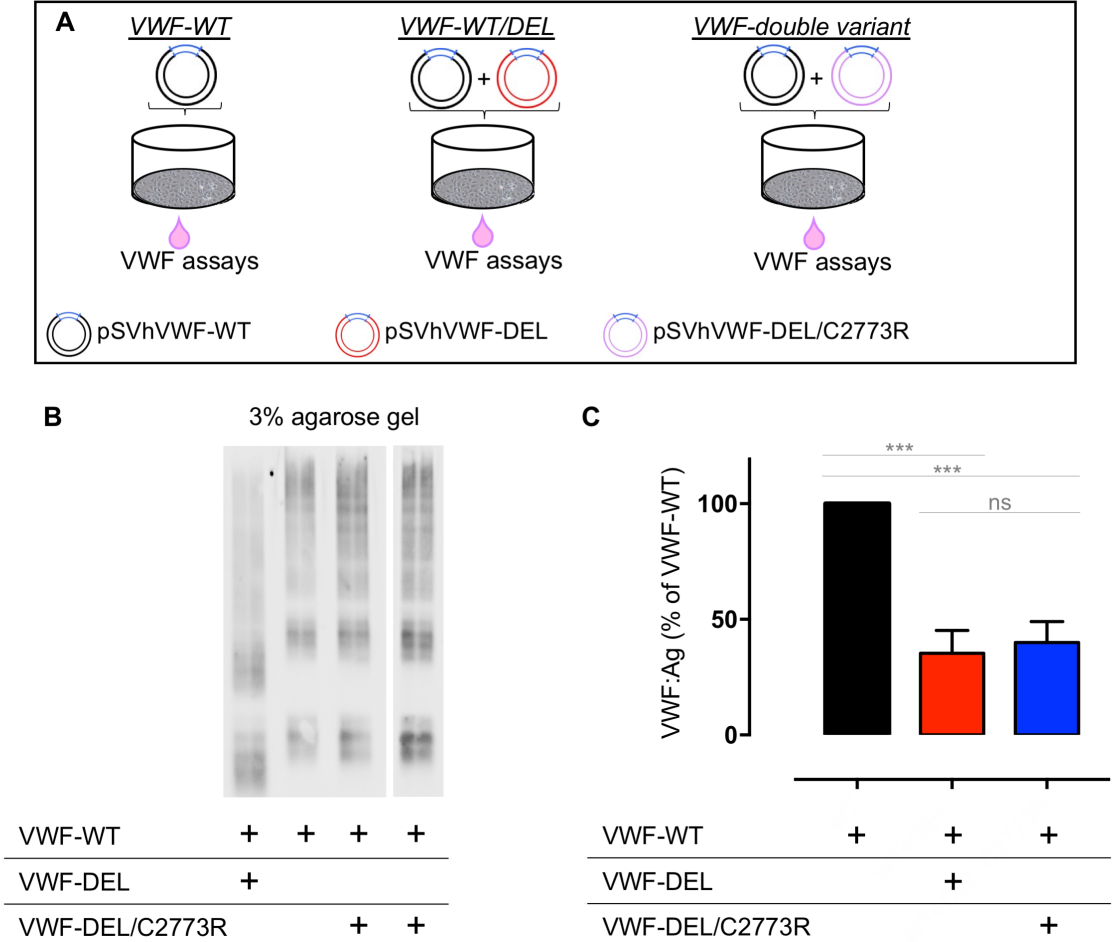 A
VWF-WT VWF-WT/DEL VWF-double variant
+ +
VWF assays VWF assays VWF assays
pSVhVWF-WT pSVhVWF-DEL pSVhVWF-DEL/C2773R
B
3% agarose gel
VWF-WT + + + +
VWF-DEL +
VWF-DEL/C2773R + +
C
***
***
ns
VWF:Ag (% of VWF-WT)
100
50
0
VWF-WT + + +
VWF-DEL +
VWF-DEL/C2773R +